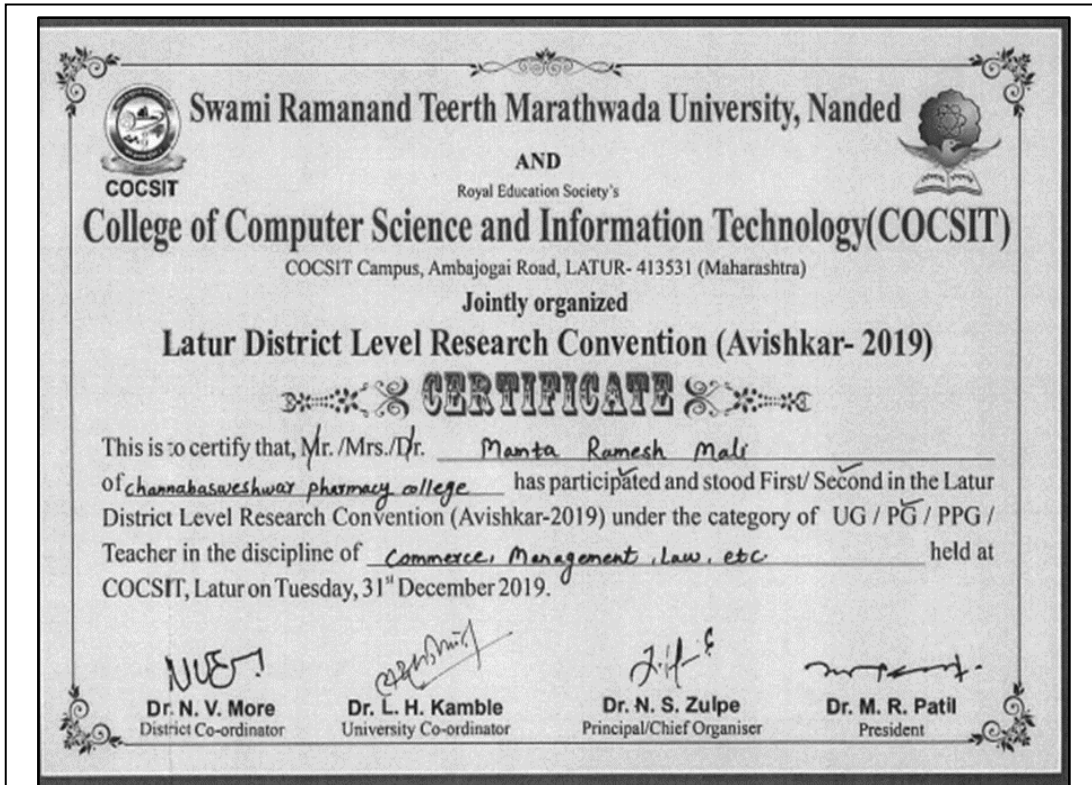 Swami Ramanand Teerth Marathwada University, Nanded
COCSIT
AND
Royal Education Society's
College of Computer Science and Information Technology(COCSIT)
COCSIT Campus, Ambajogai Road, LATUR- 413531 (Maharashtra)
Jointly organized
Latur District Level Research Convention (Avishkar- 2019)
CERTIFICATE
This is to certify that, Mr. /Mrs./Dr. Mamta Ramesh Mali
of channabasweshwar pharmacy college has participated and stood First/ Second in the Latur
District Level Research Convention (Avishkar-2019) under the category of UG / PG / PPG /
Teacher in the discipline of Commerce, Management, Law, etc. held at
COCSIT, Latur on Tuesday, 31st December 2019.
Dr. N. V. More
District Co-ordinator
Dr. L. H. Kamble
University Co-ordinator
Dr. N. S. Zulpe
Principal/Chief Organiser
Dr. M. R. Patil
President